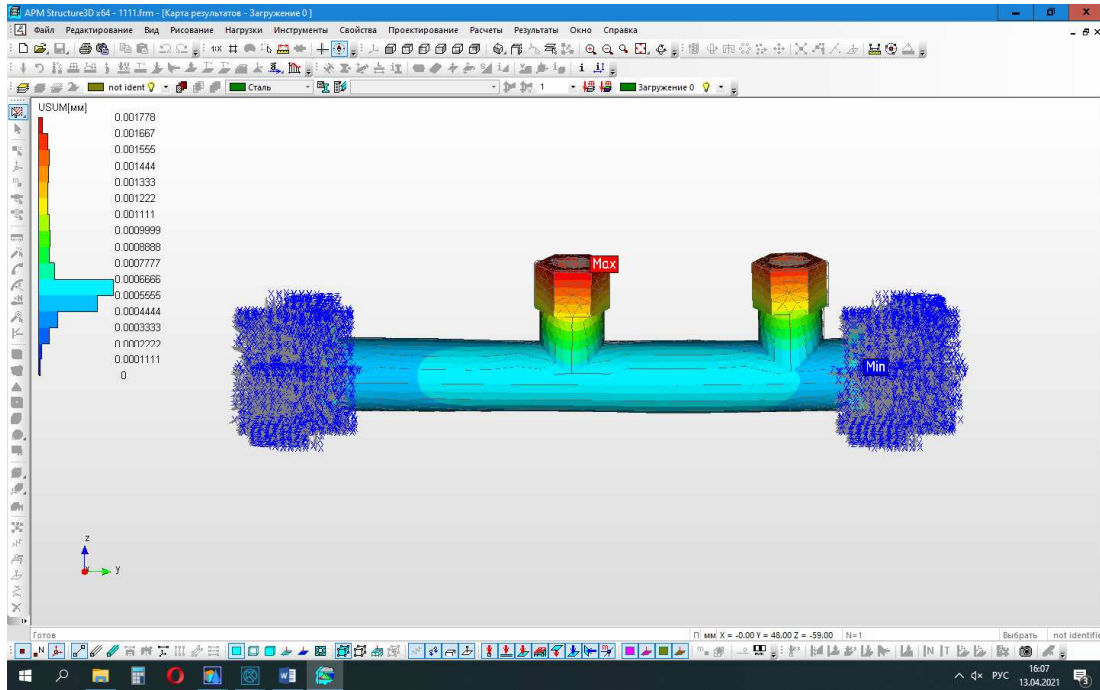 APM Structure3D x64 - 1111.frm - [Карта результатов - Загружение 0 ]
Файл Редактирование Вид Рисование Нагрузки Инструменты Свойства Проектирование Расчеты Результаты Окно Справка
not ident Сталь 1 Загружение 0
USUM[мм]
0.001778
0.001667
0.001555
0.001444
0.001333
0.001222
0.001111
0.0009999
0.0008888
0.0007777
0.0006666
0.0005555
0.0004444
0.0003333
0.0002222
0.0001111
0
Max
Min
z
y
Готов П мм X = -0.00 Y = 48.00 Z = -59.00 N=1 Выбрать not identifie
РУС 16:07
13.04.2021